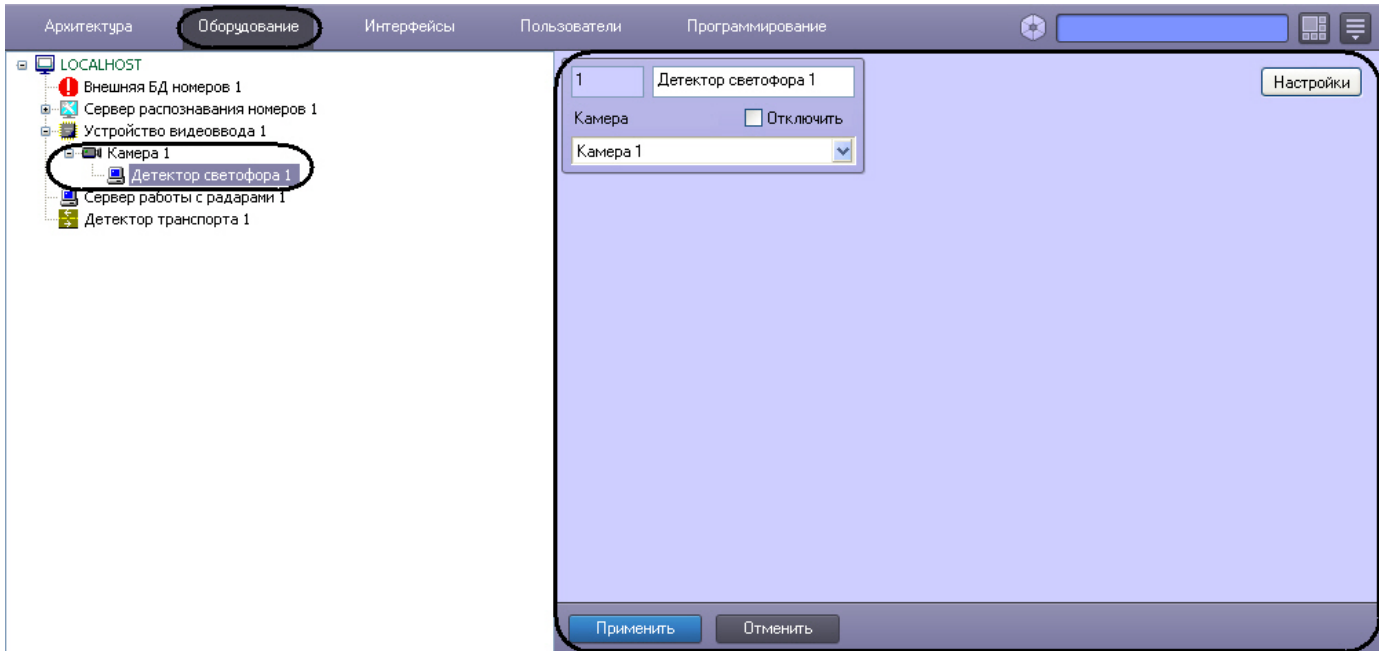 Архитектура Оборудование Интерфейсы Пользователи Программирование
LOCALHOST
Внешняя БД номеров 1
Сервер распознавания номеров 1
Устройство видеоввода 1
Камера 1
Детектор светофора 1
Сервер работы с радарами 1
Детектор транспорта 1
1 Детектор светофора 1
Настройки
Камера Отключить
Камера 1
Применить Отменить